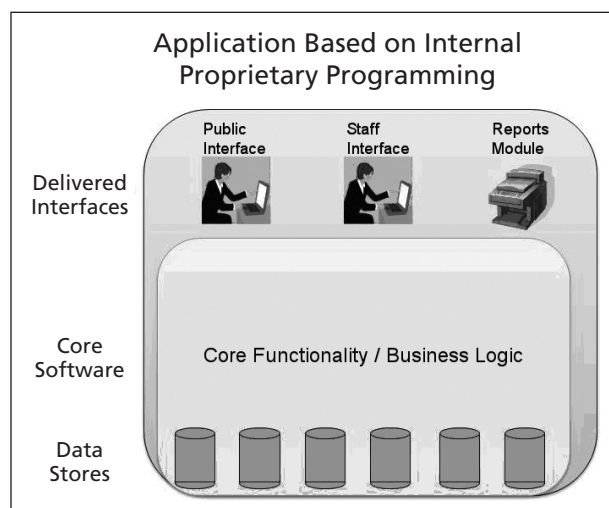 Application Based on Internal
Proprietary Programming
Public
Interface
Staff
Interface
Reports
Module
Delivered
Interfaces
Core
Software
Core Functionality / Business Logic
Data
Stores